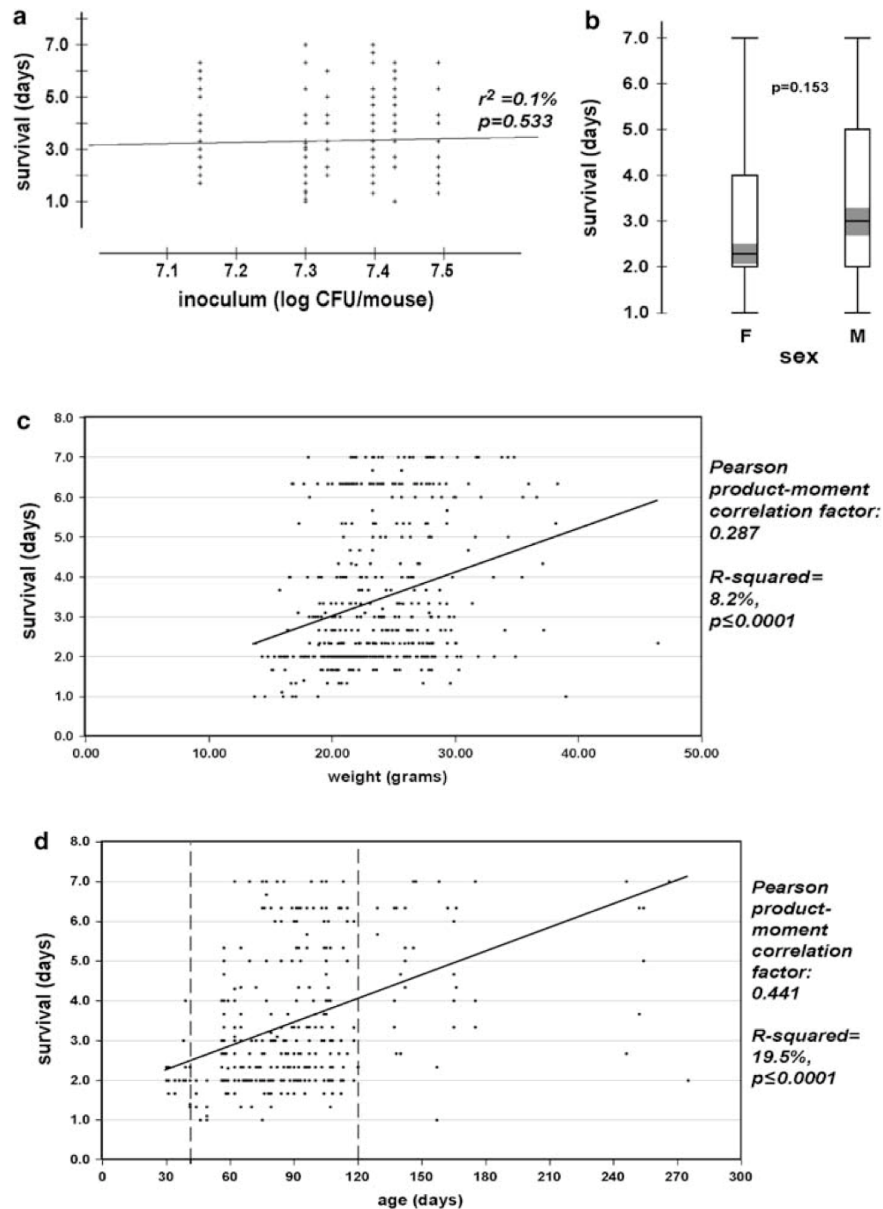 a
survival (days)
7.0
5.0
3.0
1.0
r² =0.1%
p=0.533
7.1 7.2 7.3 7.4 7.5
inoculum (log CFU/mouse)
b
survival (days)
7.0
6.0
5.0
4.0
3.0
2.0
1.0
p=0.153
F M
sex
c
survival (days)
8.0
7.0
6.0
5.0
4.0
3.0
2.0
1.0
0.0
0.00 10.00 20.00 30.00 40.00 50.00
weight (grams)
Pearson
product-moment
correlation factor:
0.287
R-squared=
8.2%,
p≤0.0001
d
survival (days)
8.0
7.0
6.0
5.0
4.0
3.0
2.0
1.0
0.0
0 30 60 90 120 150 180 210 240 270 300
age (days)
Pearson
product-
moment
correlation
factor:
0.441
R-squared=
19.5%,
p≤0.0001